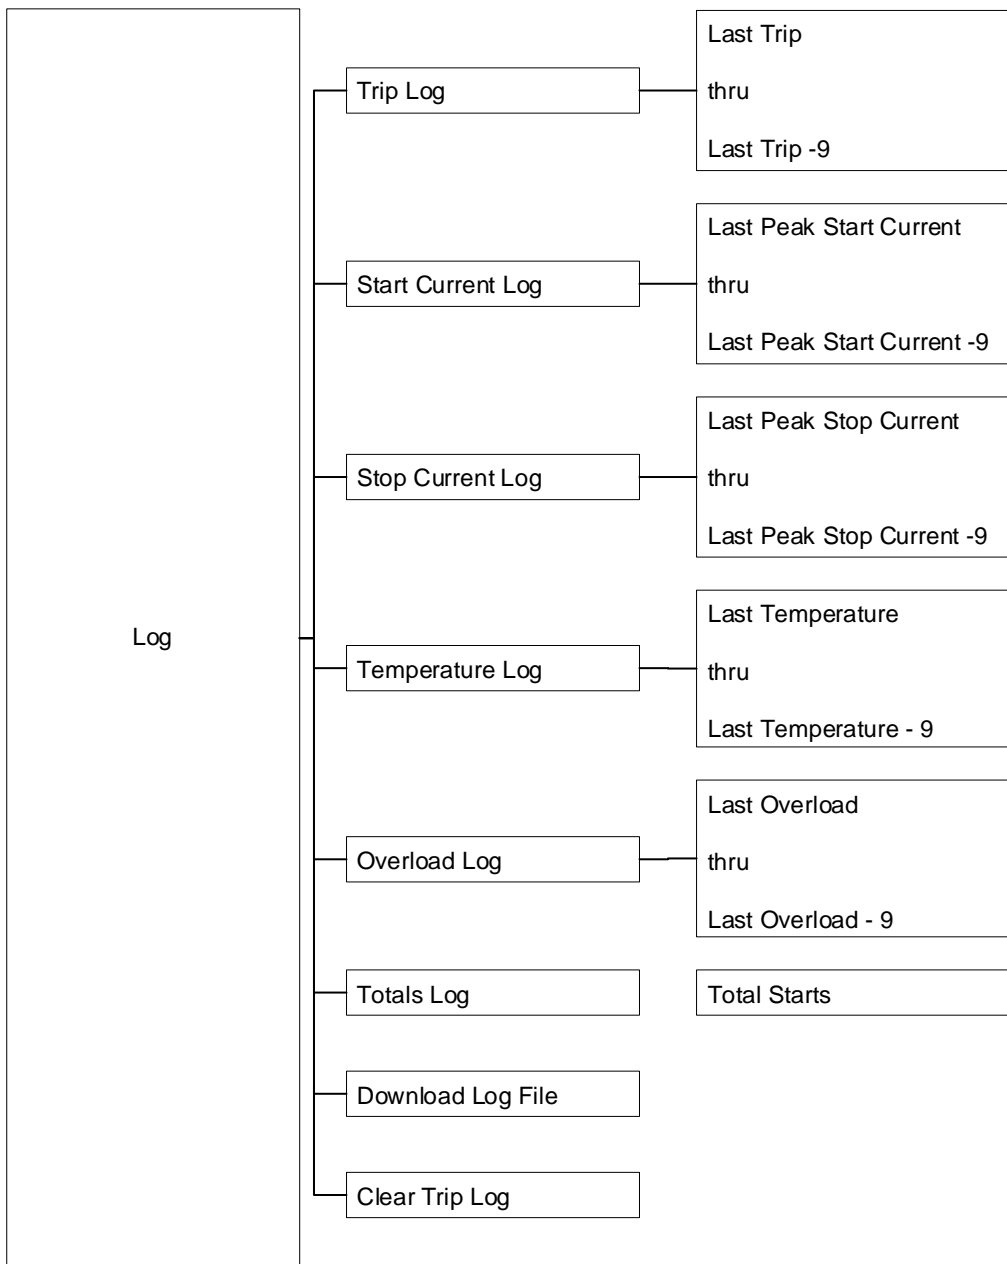 Log
Trip Log
Last Trip
thru
Last Trip -9
Start Current Log
Last Peak Start Current
thru
Last Peak Start Current -9
Stop Current Log
Last Peak Stop Current
thru
Last Peak Stop Current -9
Temperature Log
Last Temperature
thru
Last Temperature - 9
Overload Log
Last Overload
thru
Last Overload - 9
Totals Log
Total Starts
Download Log File
Clear Trip Log